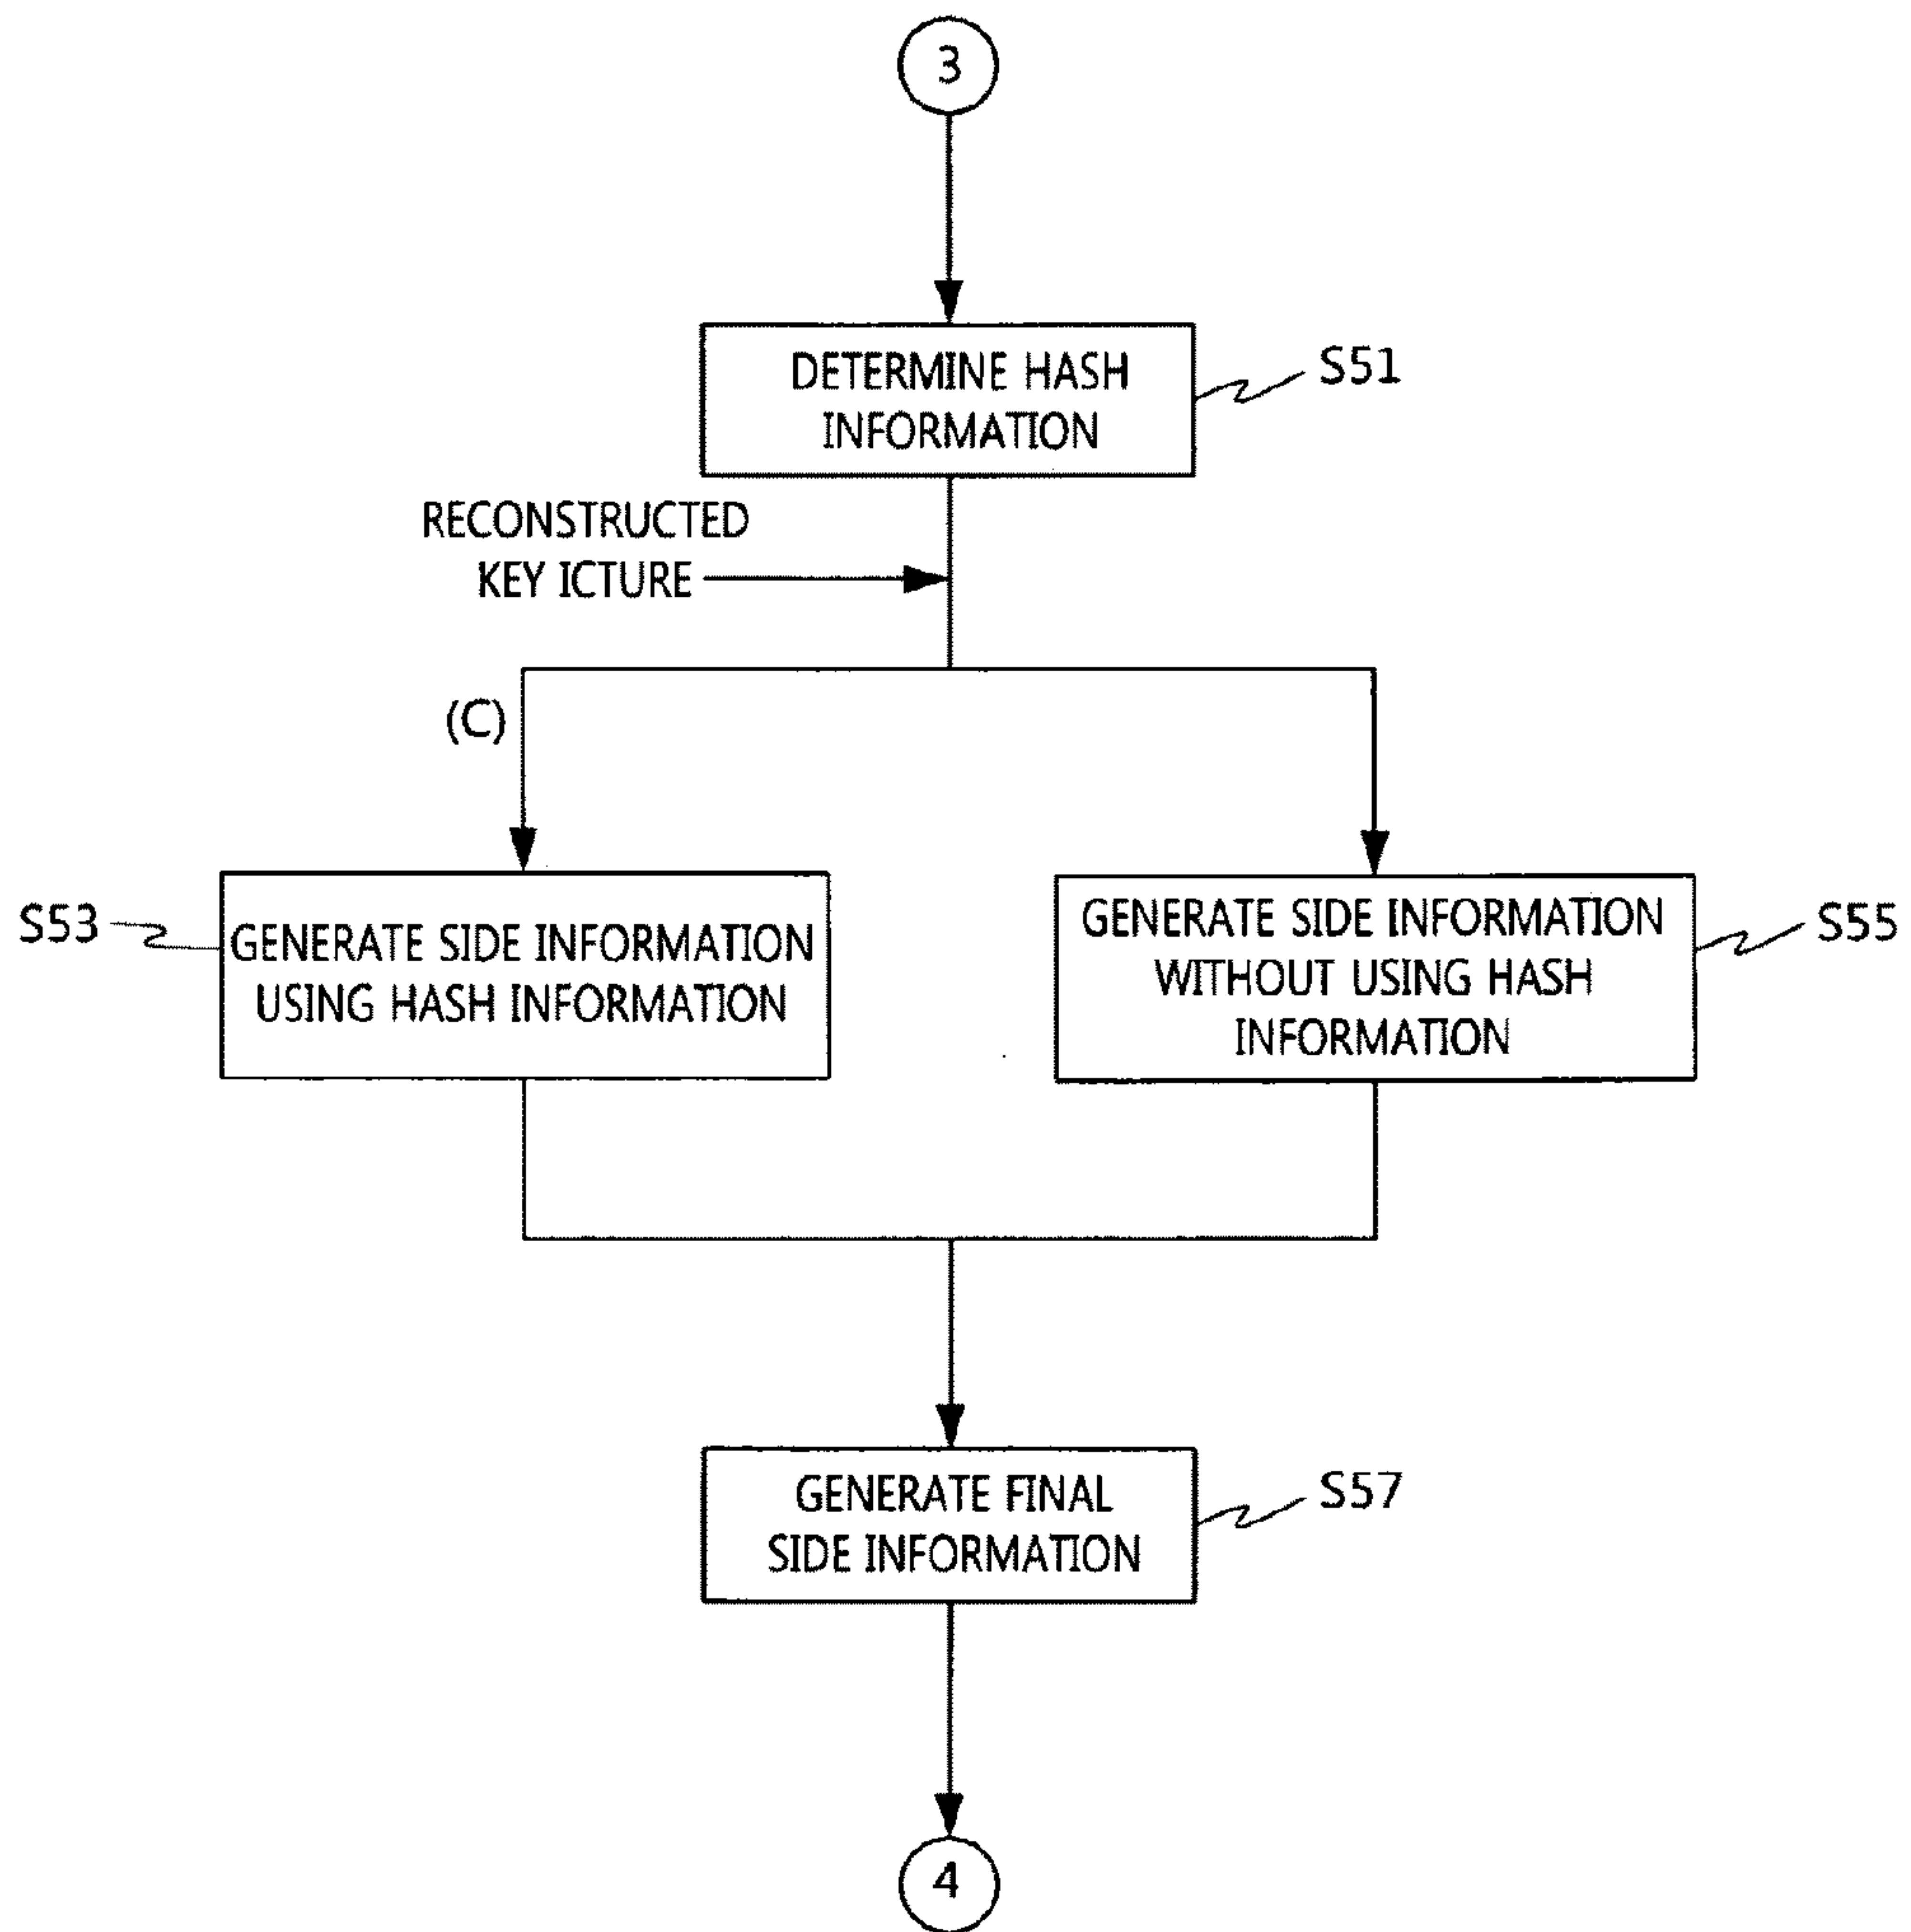 3
DETERMINE HASH
INFORMATION
S51
RECONSTRUCTED
KEY ICTURE
(C)
S53
GENERATE SIDE INFORMATION
USING HASH INFORMATION
GENERATE SIDE INFORMATION
WITHOUT USING HASH
INFORMATION
S55
GENERATE FINAL
SIDE INFORMATION
S57
4